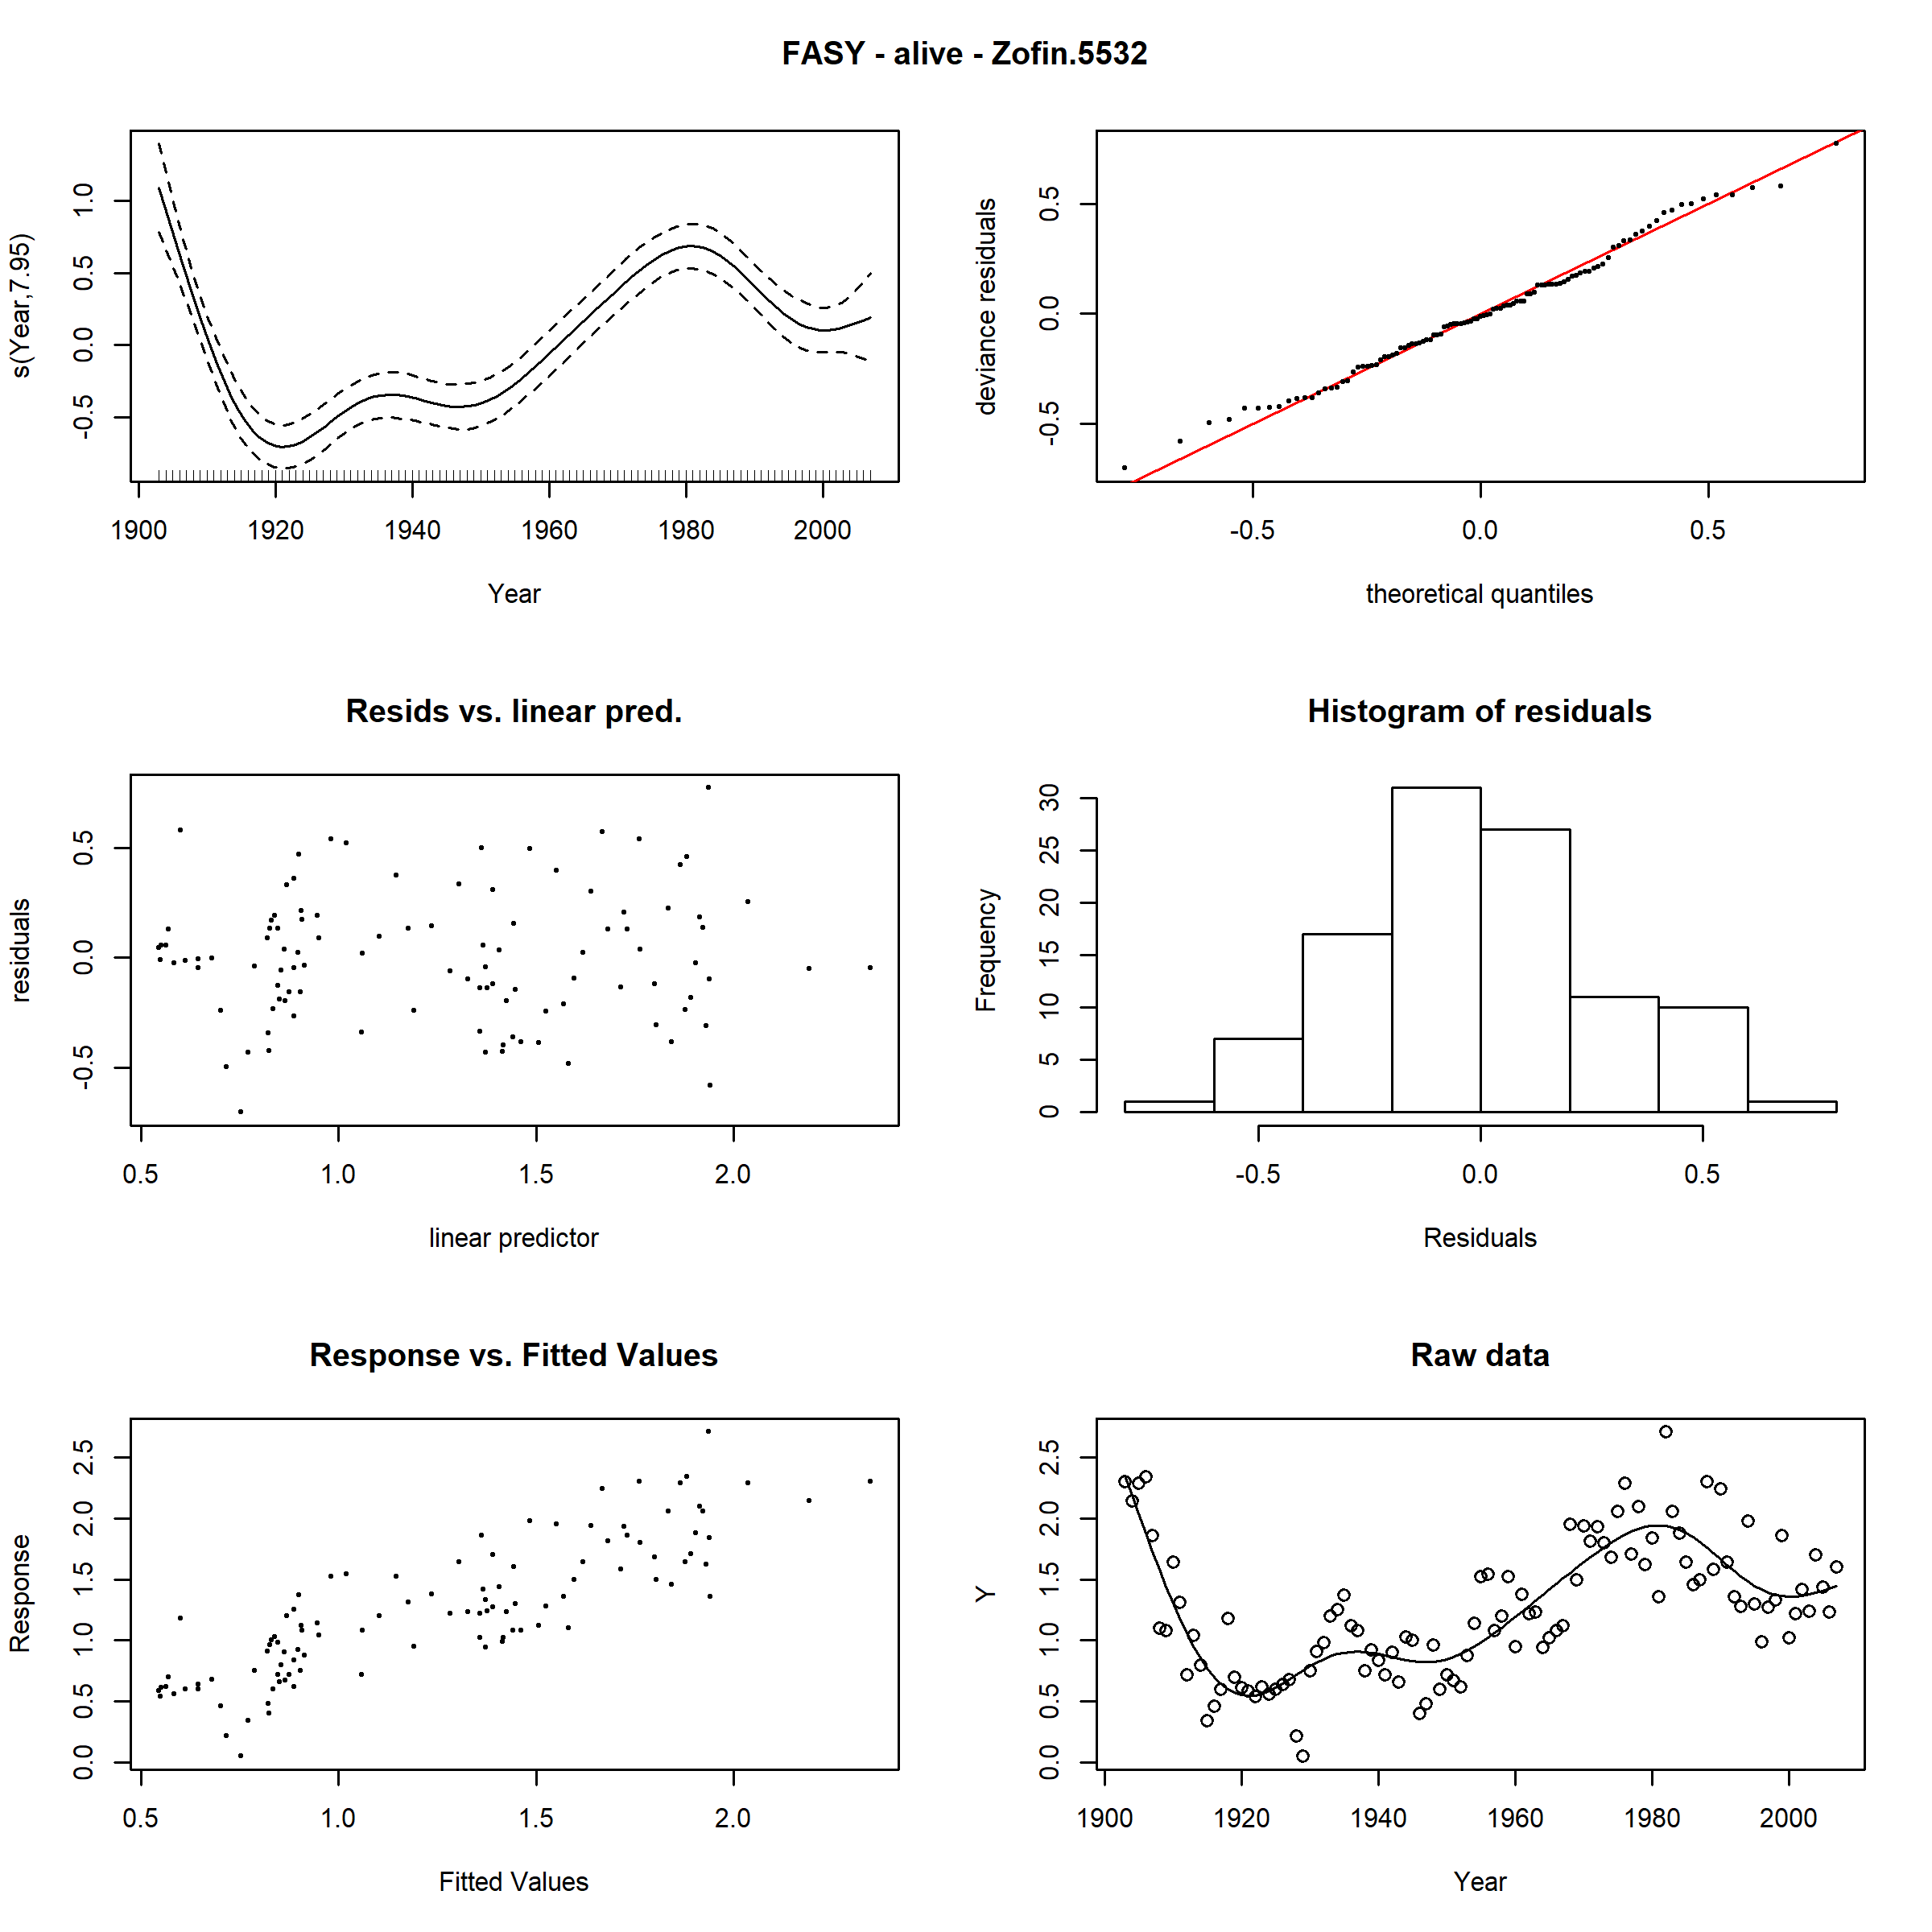 FASY - alive - Zofin.5532
s(Year,7.95)
-0.5 0.0 0.5 1.0
1900 1920 1940 1960 1980 2000
Year
deviance residuals
-0.5 0.0 0.5
-0.5 0.0 0.5
theoretical quantiles
Resids vs. linear pred.
residuals
-0.5 0.0 0.5
0.5 1.0 1.5 2.0
linear predictor
Histogram of residuals
Frequency
0 5 10 15 20 25 30
-0.5 0.0 0.5
Residuals
Response vs. Fitted Values
Response
0.0 0.5 1.0 1.5 2.0 2.5
0.5 1.0 1.5 2.0
Fitted Values
Raw data
Y
0.0 0.5 1.0 1.5 2.0 2.5
1900 1920 1940 1960 1980 2000
Year